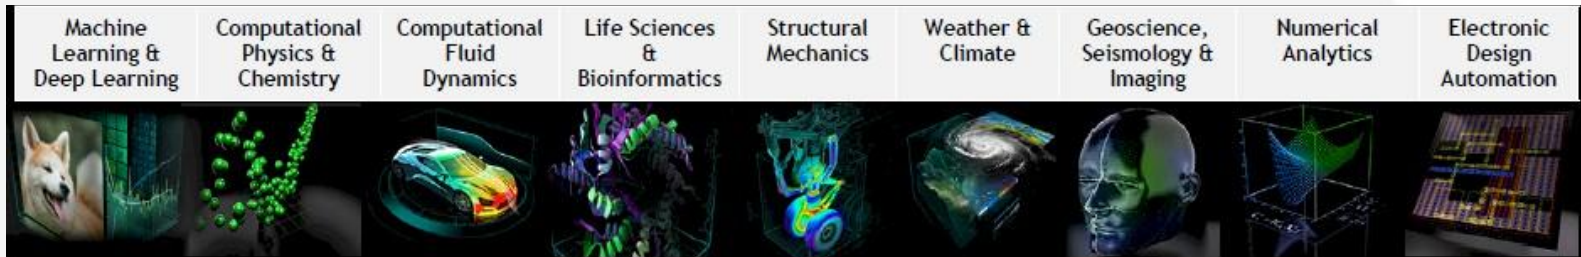 Machine
Learning &
Deep Learning
Computational
Physics &
Chemistry
Computational
Fluid
Dynamics
Life Sciences
&
Bioinformatics
Structural
Mechanics
Weather &
Climate
Geoscience,
Seismology &
Imaging
Numerical
Analytics
Electronic
Design
Automation